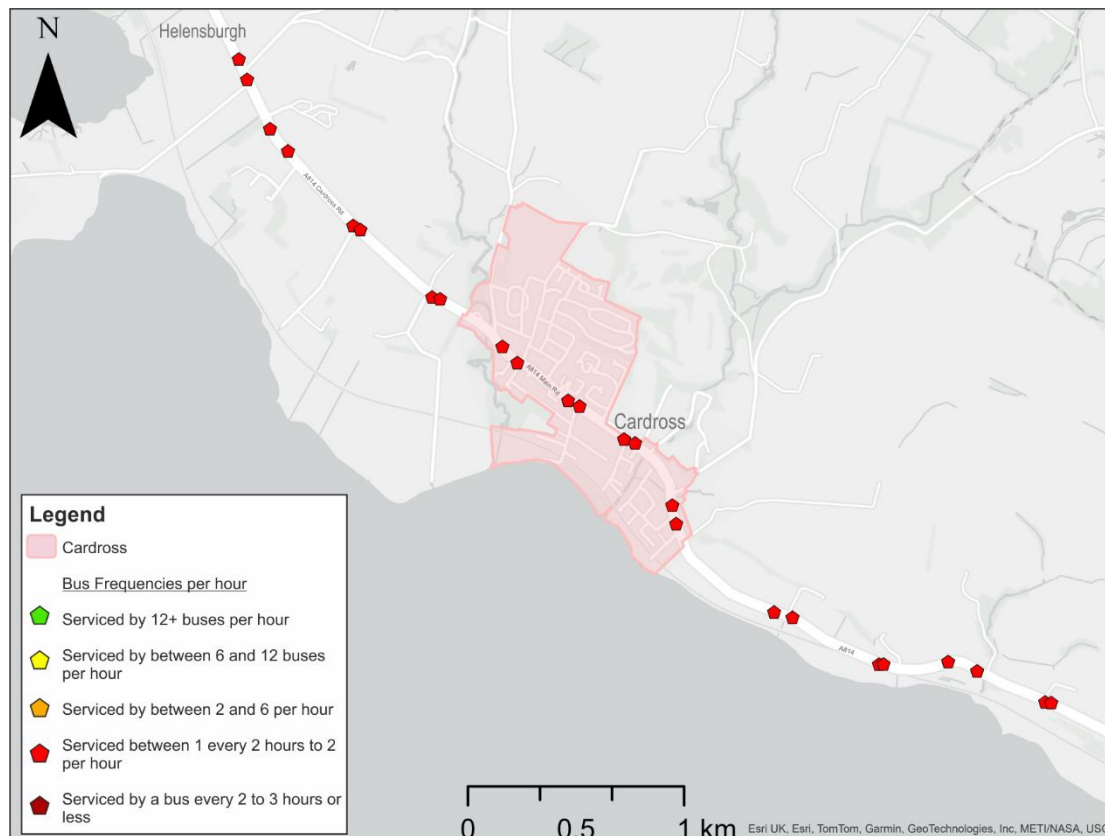 N
Helensburgh
A814 Cardross Rd
A814 Main Rd
Cardross
A814
Legend
Cardross
Bus Frequencies per hour
Serviced by 12+ buses per hour
Serviced by between 6 and 12 buses
per hour
Serviced by between 2 and 6 per hour
Serviced between 1 every 2 hours to 2
per hour
Serviced by a bus every 2 to 3 hours or
less
0 0.5 1 km
Esri UK, Esri, TomTom, Garmin, GeoTechnologies, Inc, METI/NASA, USG